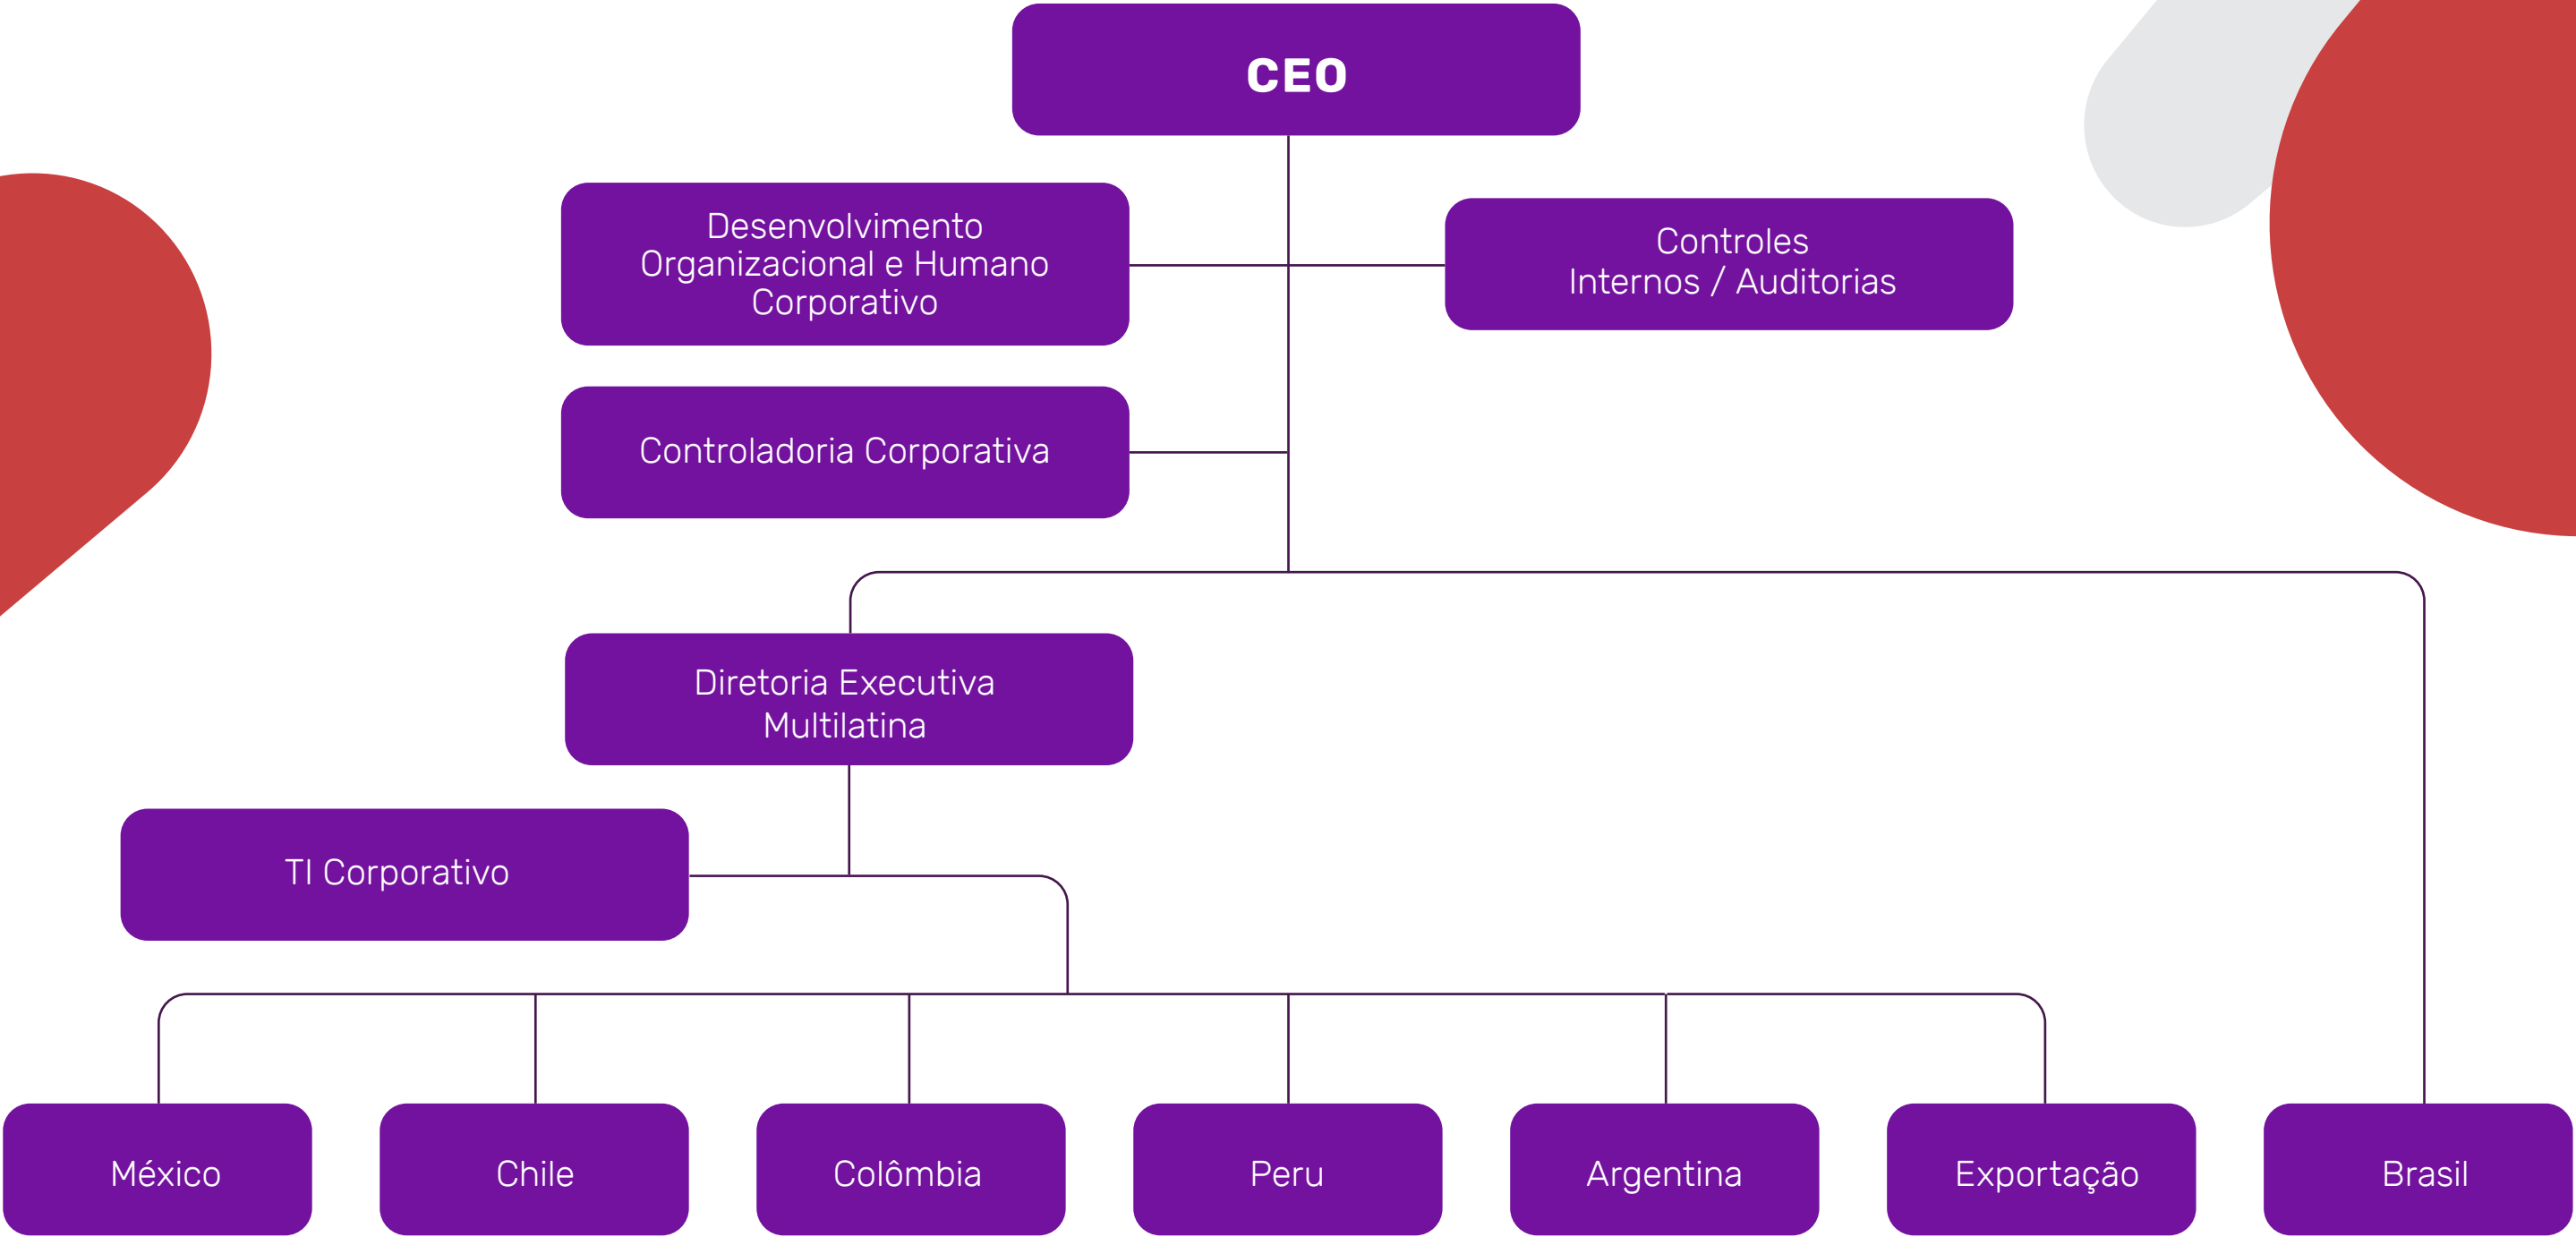 CEO
Desenvolvimento
Organizacional e Humano
Corporativo
Controles
Internos / Auditorias
Controladoria Corporativa
Diretoria Executiva
Multilatina
TI Corporativo
México
Chile
Colômbia
Peru
Argentina
Exportação
Brasil